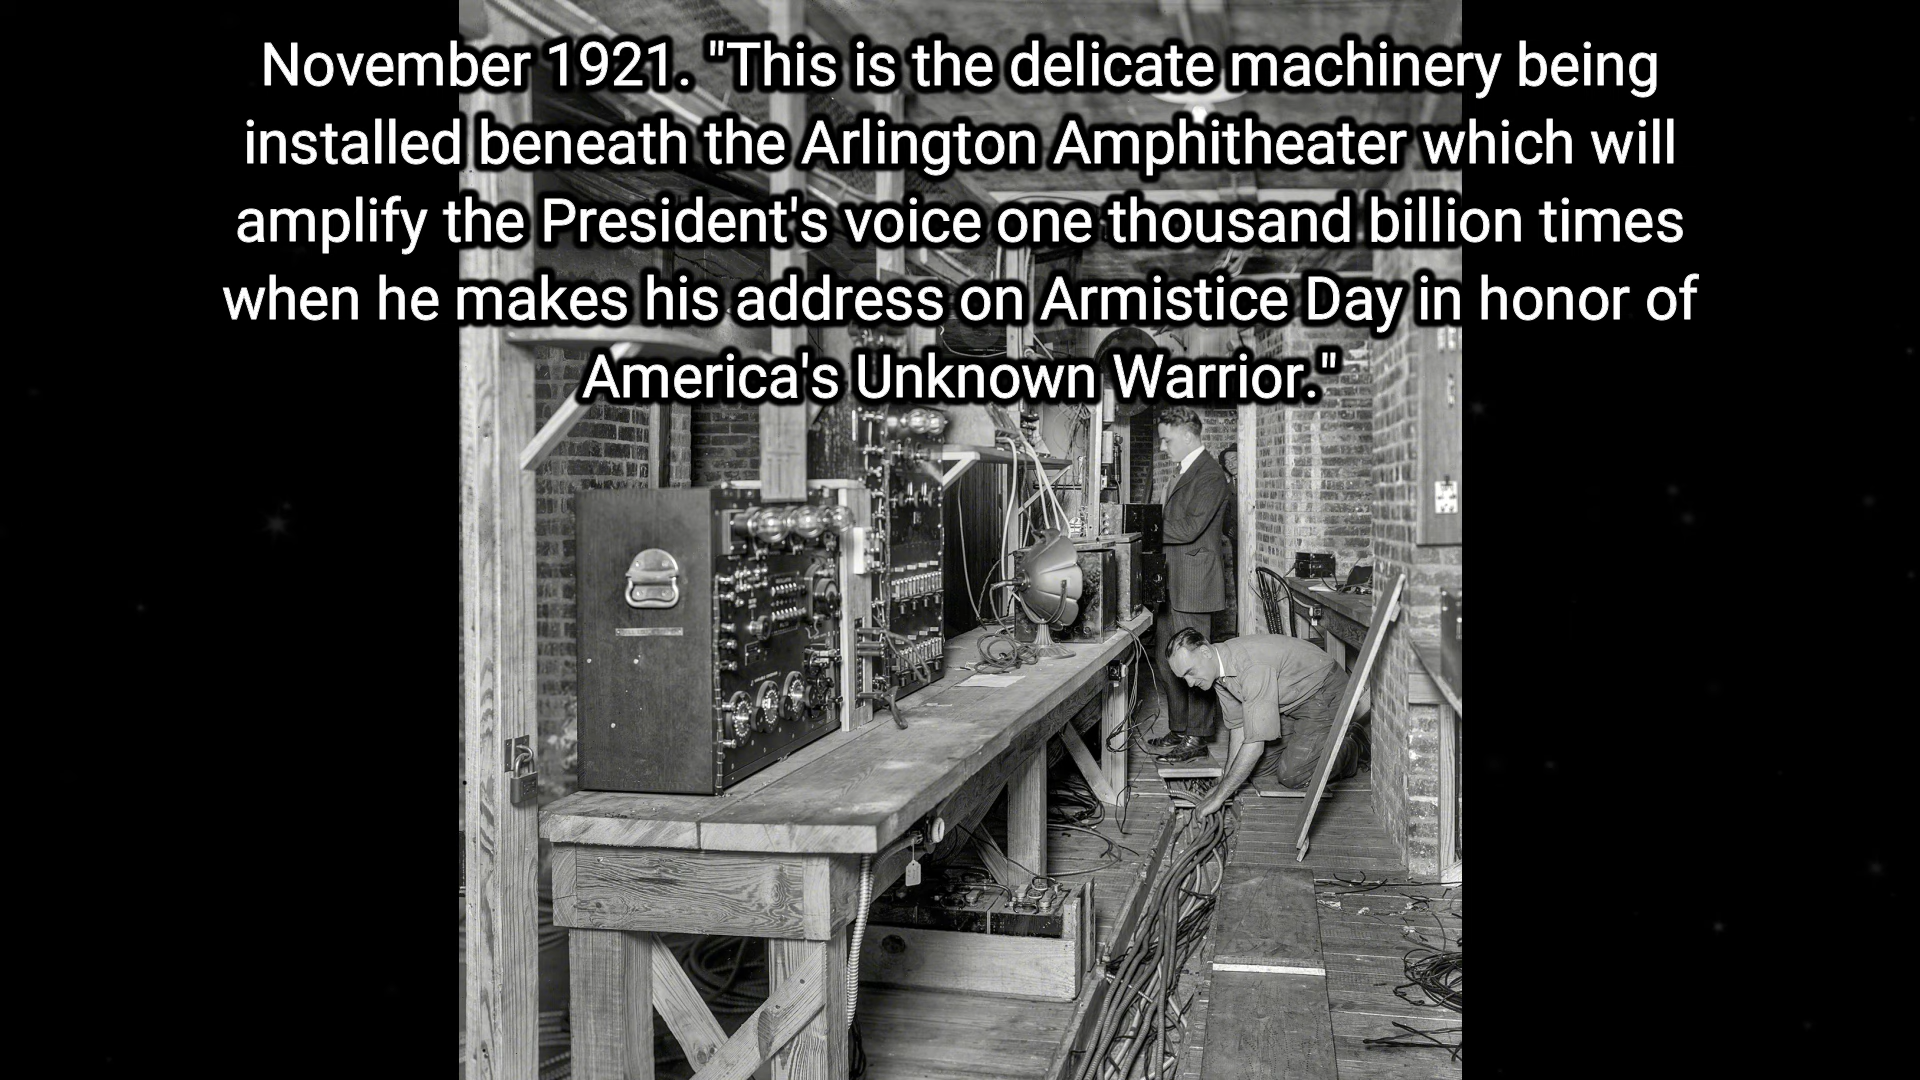 November 1921. "This is the delicate machinery being
installed beneath the Arlington Amphitheater which will
amplify the President's voice one thousand billion times
when he makes his address on Armistice Day in honor of
America's Unknown Warrior."